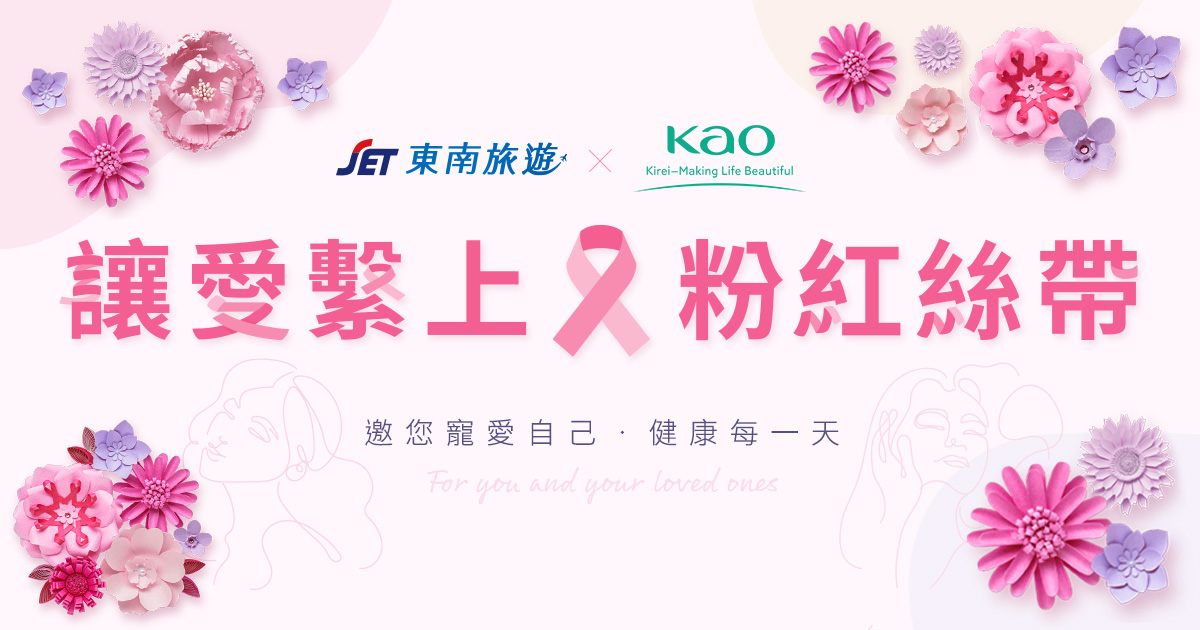 SET 東南旅遊 × Kao
Kirei–Making Life Beautiful
讓愛繫上粉紅絲帶
邀您寵愛自己·健康每一天
For you and your loved ones